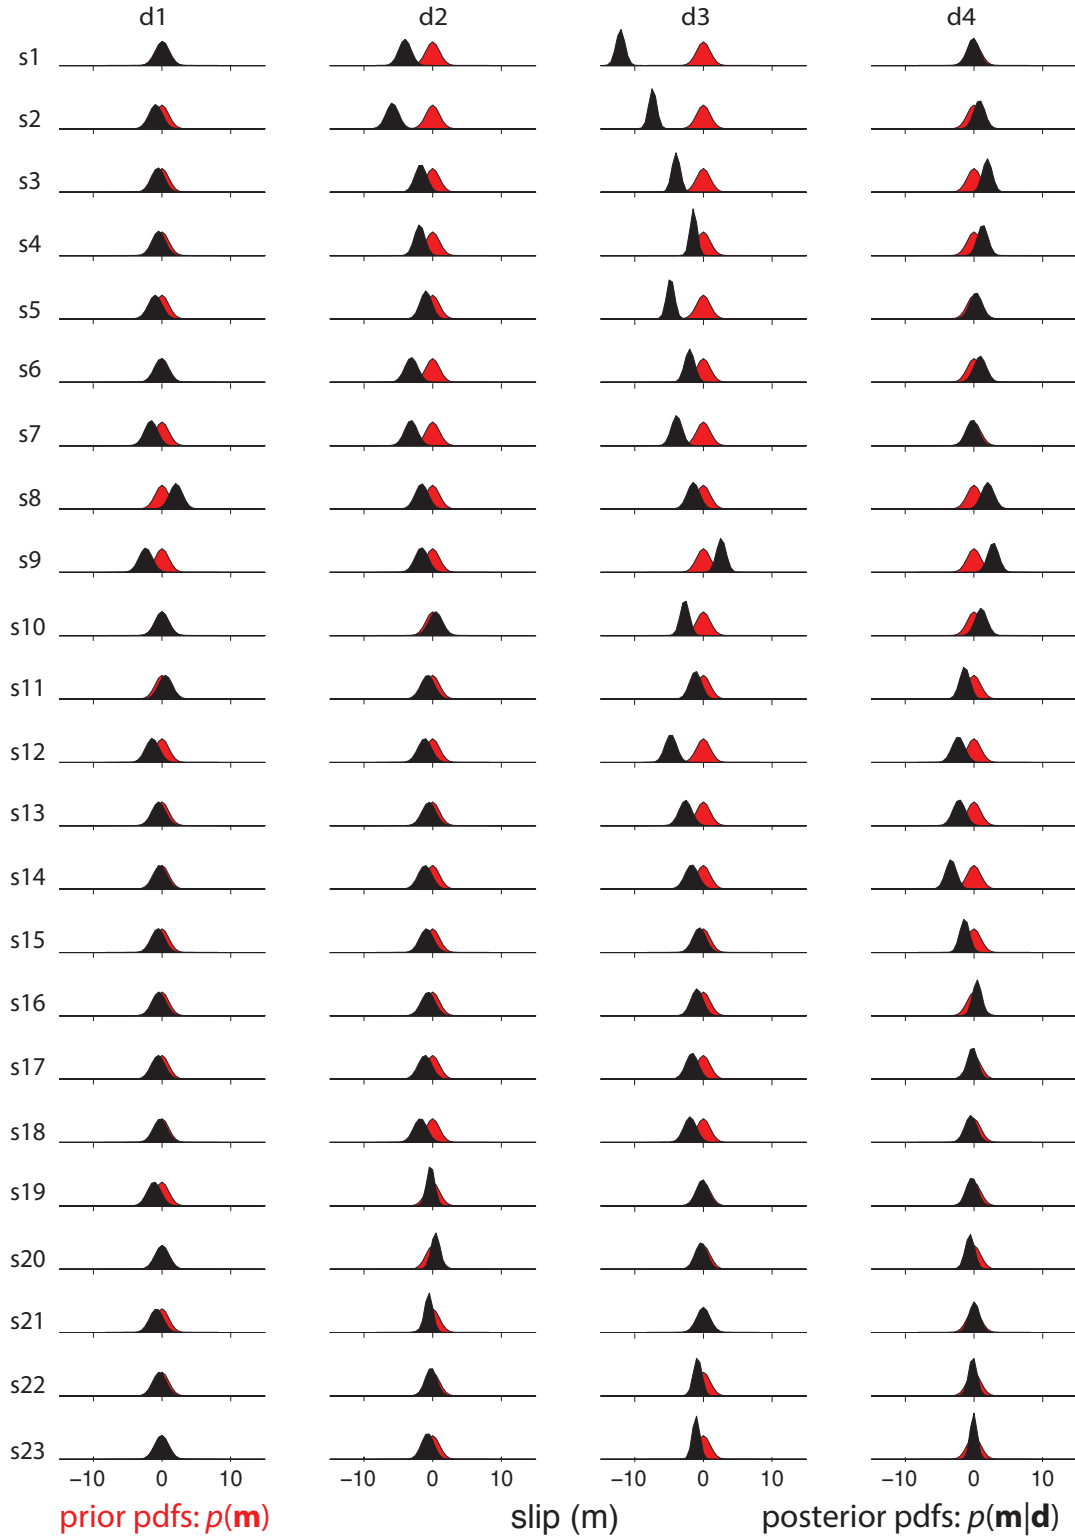 d1 d2 d3 d4
s1
s2
s3
s4
s5
s6
s7
s8
s9
s10
s11
s12
s13
s14
s15
s16
s17
s18
s19
s20
s21
s22
s23
−10 0 10 −10 0 10 −10 0 10 −10 0 10
prior pdfs: p(m) slip (m) posterior pdfs: p(m|d)